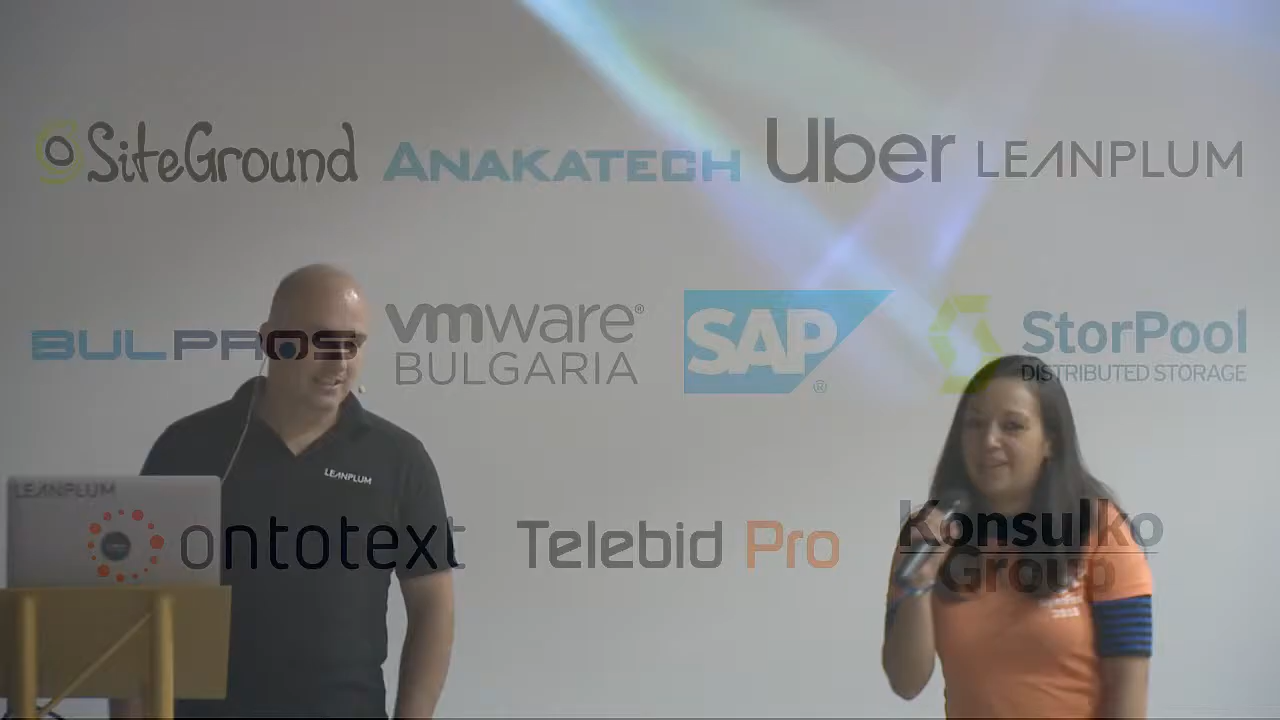 SiteGround
ANAKATECH
Uber
LEANPLUM
BULPROS
vmware®
BULGARIA
SAP
®
StorPool
DISTRIBUTED STORAGE
LEANPLUM
LEANPLUM
ontotext
Telebid Pro
Konsulko
Group